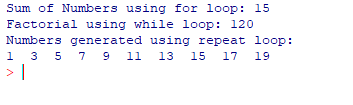 Sum of Numbers using for loop: 15
Factorial using while loop: 120
Numbers generated using repeat loop:
1  3  5  7  9  11  13  15  17  19
>